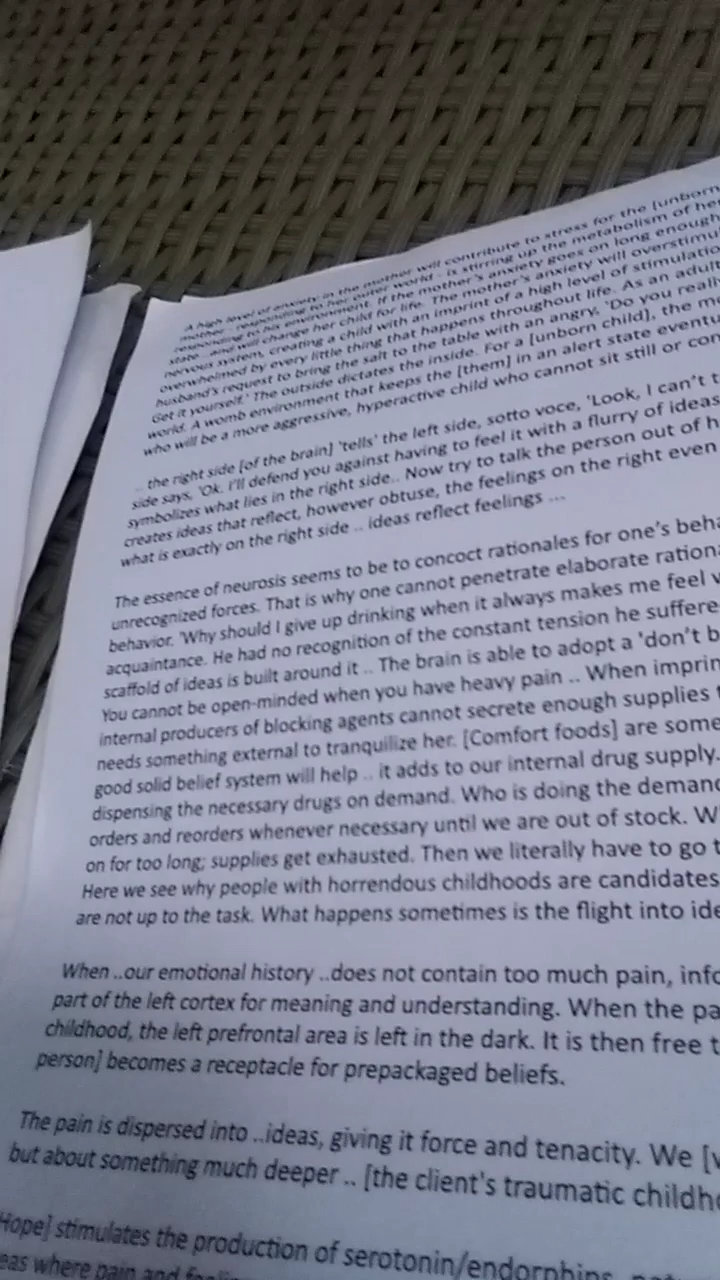 A high level of anxiety in the mother will contribute to stress for the [unborn
mother - responding to her outer world - is stirring up the metabolism of he
responding to his environment. If the mother's anxiety goes on long enough
state .. and will change her child for life. The mother's anxiety will overstimu
nervous system, creating a child with an imprint of a high level of stimulatio
overwhelmed by every little thing that happens throughout life. As an adult
husband's request to bring the salt to the table with an angry, 'Do you reall
Get it yourself.' The outside dictates the inside. For a [unborn child], the m
world. A womb environment that keeps the [them] in an alert state eventu
who will be a more aggressive, hyperactive child who cannot sit still or con
.. the right side [of the brain] 'tells' the left side, sotto voce, 'Look, I can't t
side says, 'Ok. I'll defend you against having to feel it with a flurry of ideas
symbolizes what lies in the right side.. Now try to talk the person out of h
creates ideas that reflect, however obtuse, the feelings on the right even
what is exactly on the right side .. ideas reflect feelings ...
The essence of neurosis seems to be to concoct rationales for one's beha
unrecognized forces. That is why one cannot penetrate elaborate rationa
behavior. 'Why should I give up drinking when it always makes me feel
acquaintance. He had no recognition of the constant tension he suffere
scaffold of ideas is built around it .. The brain is able to adopt a 'don't b
You cannot be open-minded when you have heavy pain .. When imprin
internal producers of blocking agents cannot secrete enough supplies
needs something external to tranquilize her. [Comfort foods] are some
good solid belief system will help .. it adds to our internal drug supply.
dispensing the necessary drugs on demand. Who is doing the demand
orders and reorders whenever necessary until we are out of stock. W
on for too long; supplies get exhausted. Then we literally have to go t
Here we see why people with horrendous childhoods are candidates
are not up to the task. What happens sometimes is the flight into ide
When ..our emotional history ..does not contain too much pain, info
part of the left cortex for meaning and understanding. When the pa
childhood, the left prefrontal area is left in the dark. It is then free t
person] becomes a receptacle for prepackaged beliefs.
The pain is dispersed into ..ideas, giving it force and tenacity. We [v
but about something much deeper .. [the client's traumatic childho
Hope] stimulates the production of serotonin/endorphins,
eas where pain and